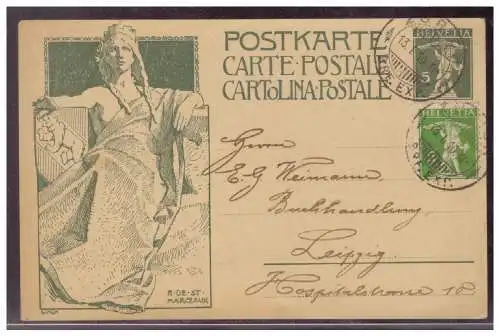 POSTKARTE
CARTE·POSTALE
CARTOLINA·POSTALE
HELVETIA
5
HELVETIA
Herrn
E. G. Weimann
Buchhandlung
Leipzig
Hospitalstrasse 10
R·DE·ST
MARCEAUX